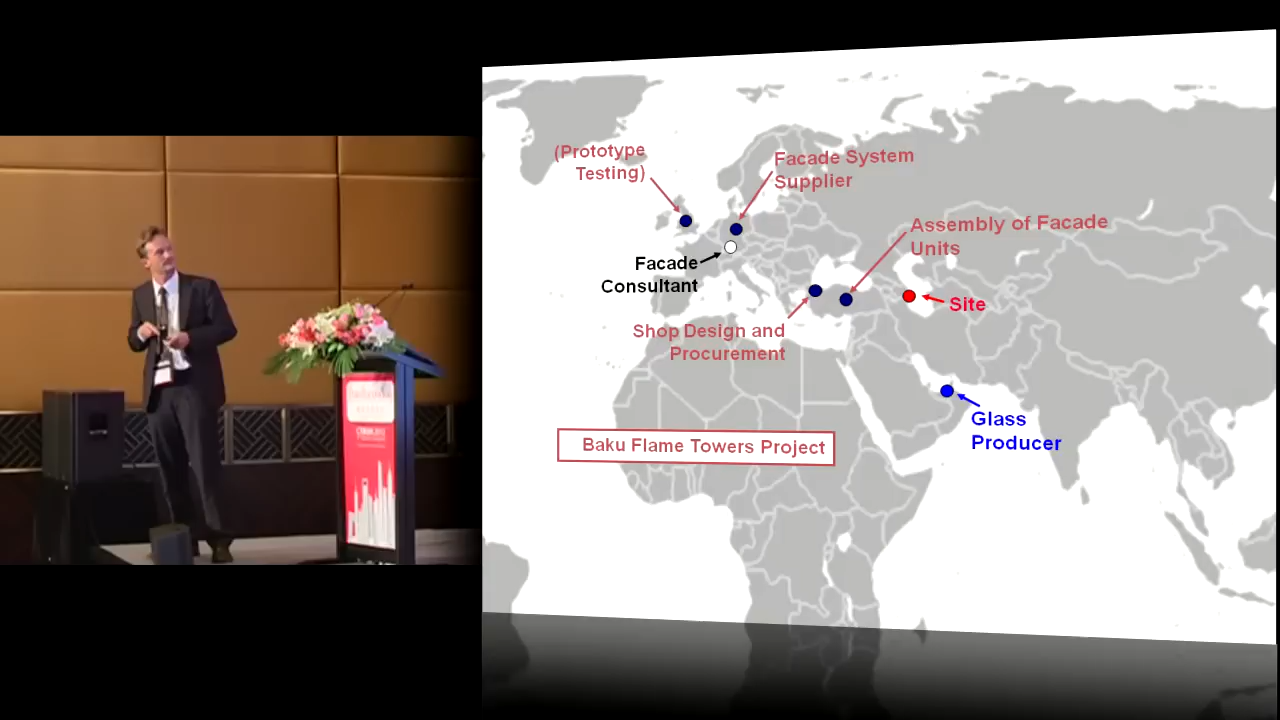 (Prototype
Testing)
Facade System
Supplier
Assembly of Facade
Units
Facade
Consultant
Site
Shop Design and
Procurement
Glass
Producer
Baku Flame Towers Project